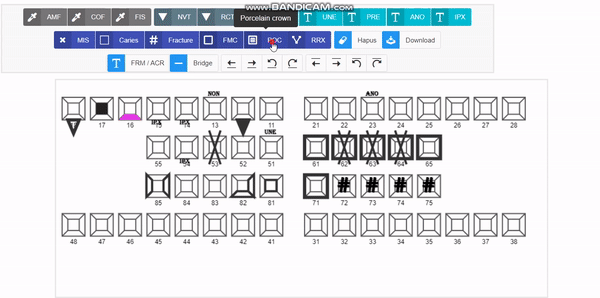 WWW.BANDICAM.COM
AMF COF FIS NVT RCT UNE PRE ANO IPX
Porcelain crown
MIS Caries Fracture FMC POC RRX Hapus Download
FRM / ACR Bridge
NON ANO
18 17 16 15 14 13 12 11 21 22 23 24 25 26 27 28
IPX IPX UNE
55 54 53 52 51 61 62 63 64 65
IPX
85 84 83 82 81 71 72 73 74 75
48 47 46 45 44 43 42 41 31 32 33 34 35 36 37 38